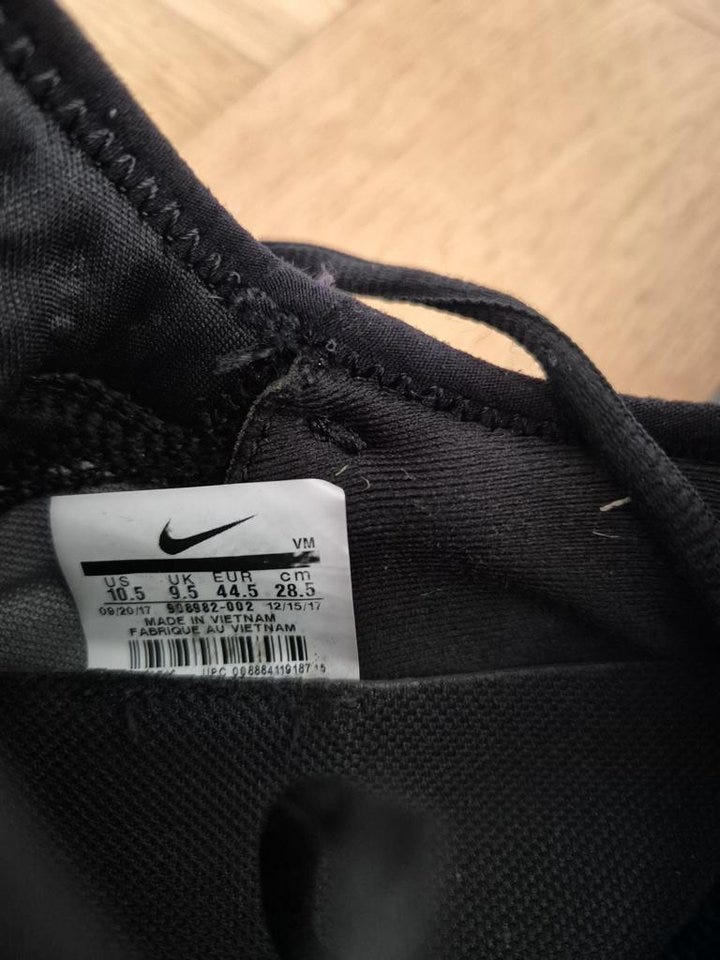 VM
US UK EUR cm
10.5 9.5 44.5 28.5
09/20/17 908982-002 12/15/17
MADE IN VIETNAM
FABRIQUE AU VIETNAM
UPC